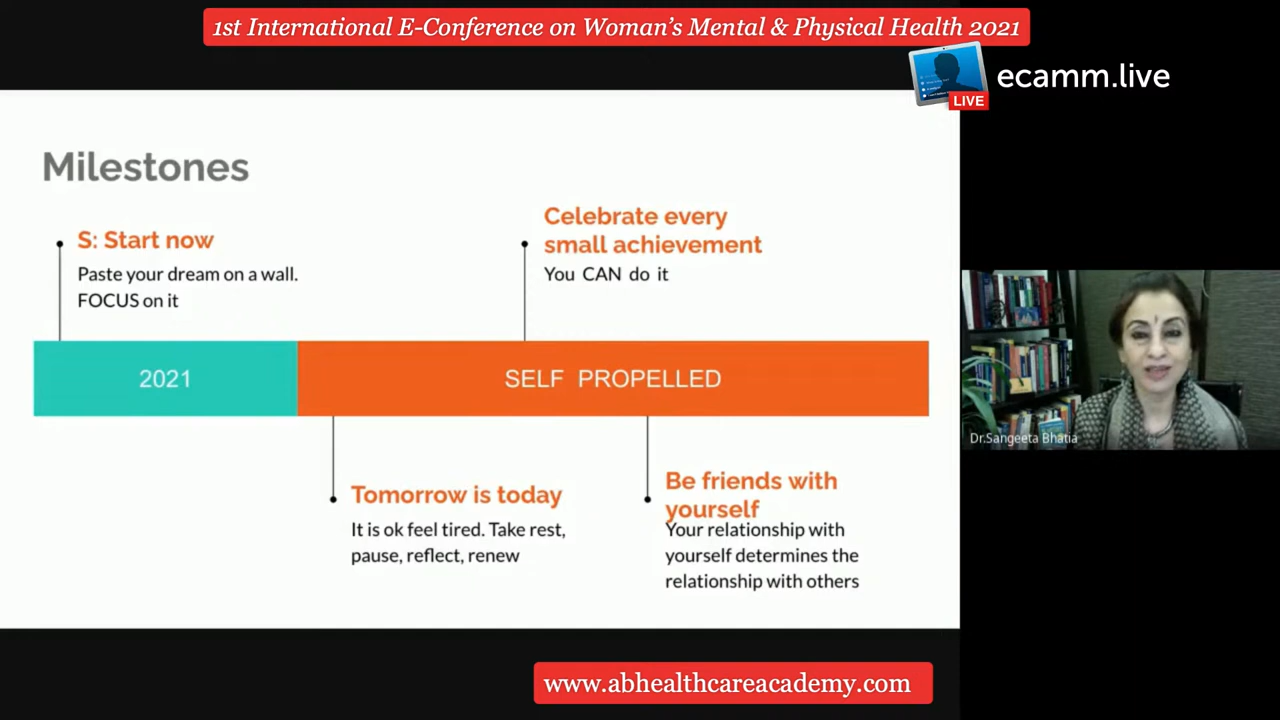 1st International E-Conference on Woman's Mental & Physical Health 2021
LIVE
ecamm.live
Milestones
S: Start now
Paste your dream on a wall.
FOCUS on it
Celebrate every
small achievement
You CAN do it
2021
SELF PROPELLED
Tomorrow is today
It is ok feel tired. Take rest,
pause, reflect, renew
Be friends with
yourself
Your relationship with
yourself determines the
relationship with others
Dr.Sangeeta Bhatia
www.abhealthcareacademy.com